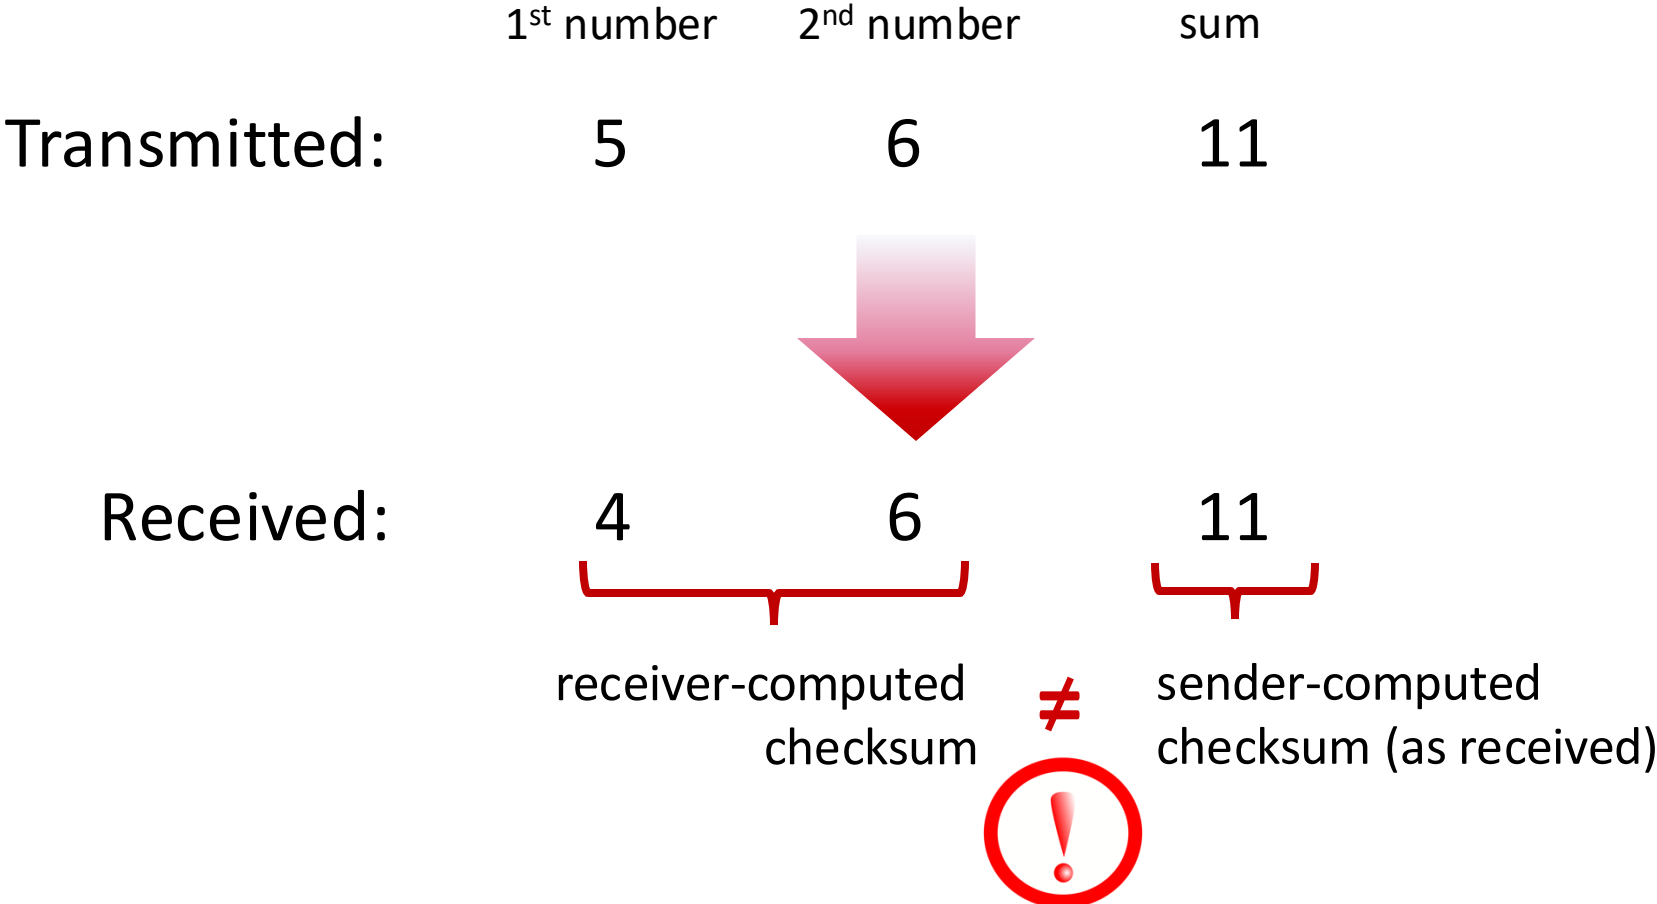 1st number 2nd number sum
Transmitted: 5 6 11
Received: 4 6 11
receiver-computed checksum
≠
sender-computed checksum (as received)
!